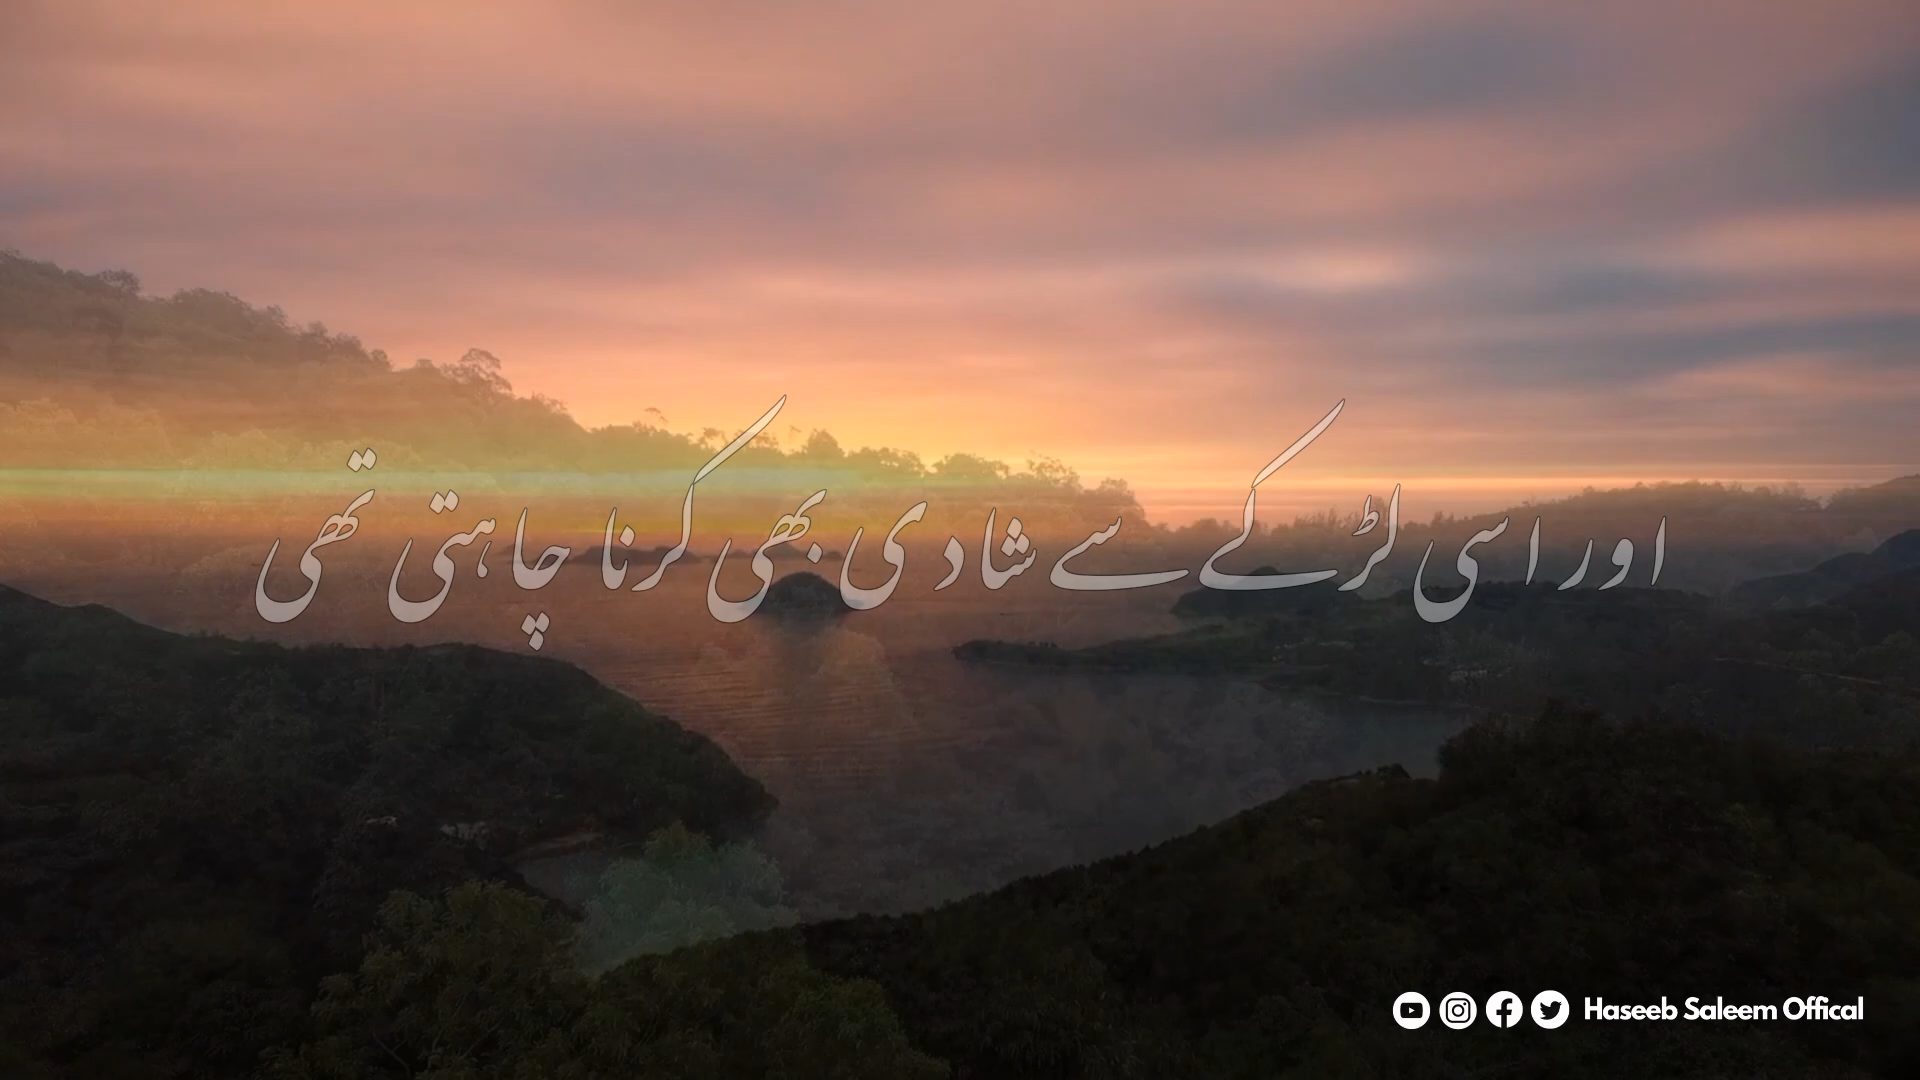 اور اسی لڑکے سے شادی بھی کرنا چاہتی تھی
Haseeb Saleem Offical